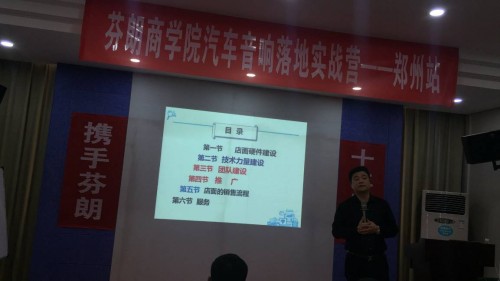 芬朗商学院汽车音响落地实战营——郑州站
目录
第一节 店面硬件建设
第二节 技术力量建设
第三节 团队建设
第四节 推广
第五节 店面的销售流程
第六节 服务
携手芬朗
十